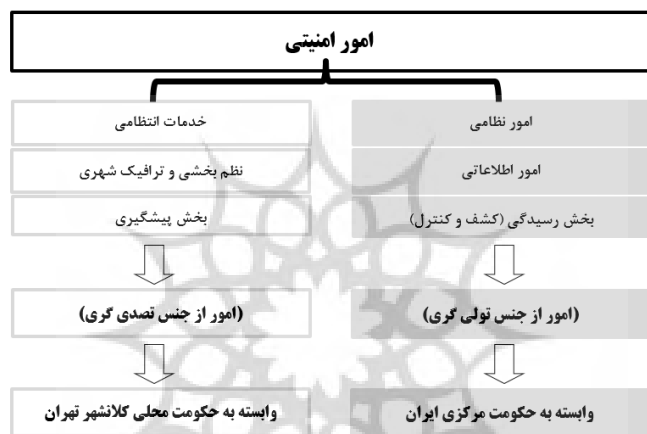 امور امنیتی
امور نظامی
خدمات انتظامی
امور اطلاعاتی
نظم بخشی و ترافیک شهری
بخش رسیدگی (کشف و کنترل)
بخش پیشگیری
(امور از جنس تولی گری)
(امور از جنس تصدی گری)
وابسته به حکومت مرکزی ایران
وابسته به حکومت محلی کلانشهر تهران